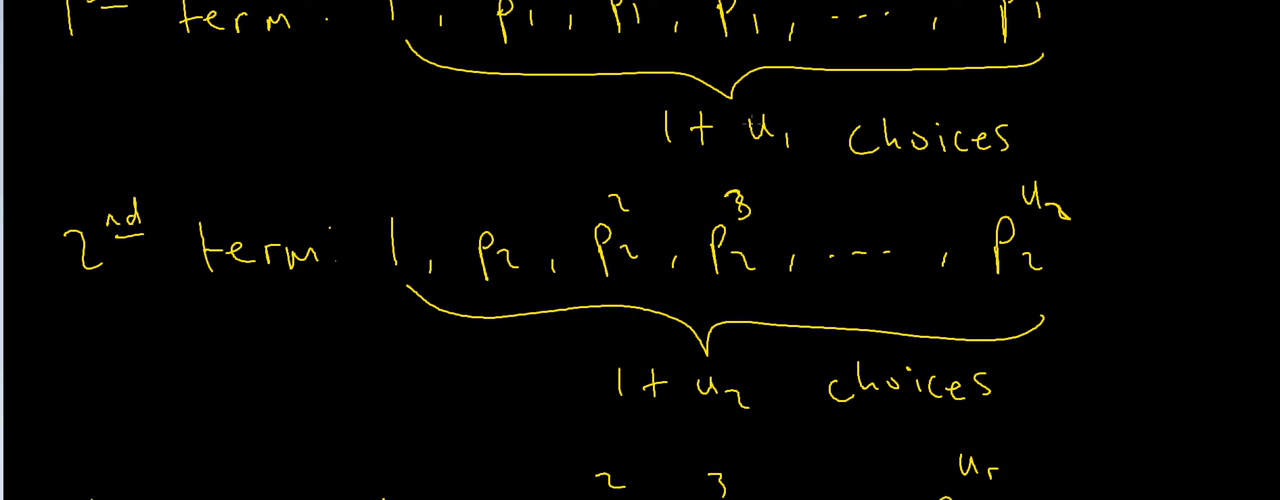 1st term: 1, p1, p1, p1, ..., p1
1 + u1 choices
2nd term: 1, p2, p2^2, p2^3, ..., p2^u2
1 + u2 choices
2 3 ur